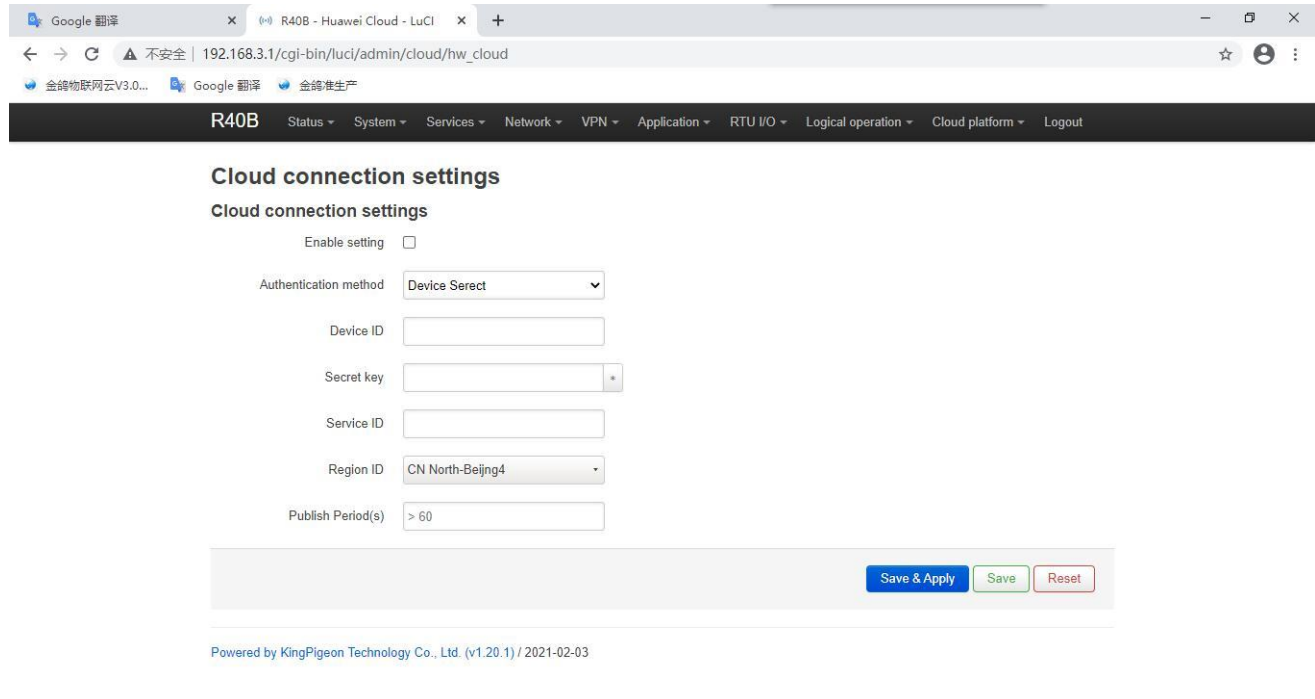 Google 翻译
R40B - Huawei Cloud - LuCI
不安全 | 192.168.3.1/cgi-bin/luci/admin/cloud/hw_cloud
金鸽物联网云V3.0... Google 翻译 金鸽准生产
R40B Status System Services Network VPN Application RTU I/O Logical operation Cloud platform Logout
Cloud connection settings
Cloud connection settings
Enable setting
Authentication method Device Serect
Device ID
Secret key *
Service ID
Region ID CN North-Beijng4
Publish Period(s) > 60
Save & Apply Save Reset
Powered by KingPigeon Technology Co., Ltd. (v1.20.1) / 2021-02-03